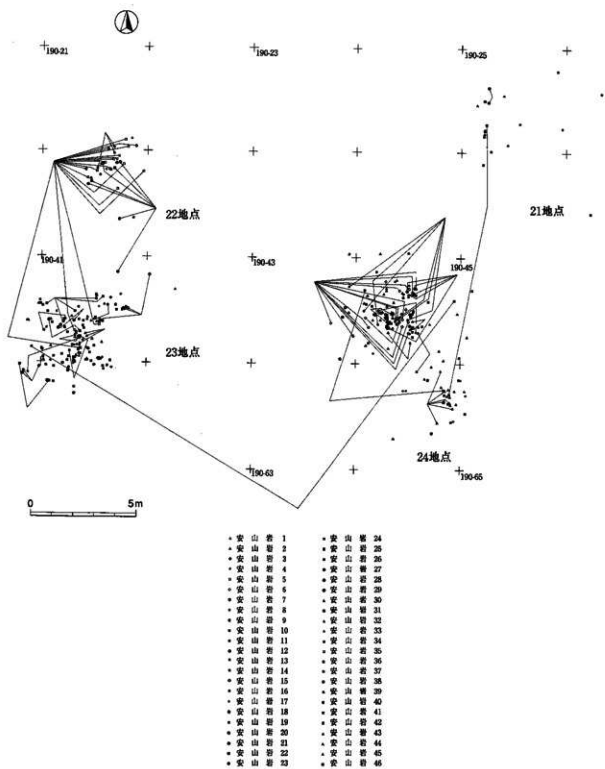 190-21
190-23
190-25
22地点
21地点
190-41
190-43
190-45
23地点
24地点
190-63
190-65
0 5m
安山岩 1 安山岩 24
安山岩 2 安山岩 25
安山岩 3 安山岩 26
安山岩 4 安山岩 27
安山岩 5 安山岩 28
安山岩 6 安山岩 29
安山岩 7 安山岩 30
安山岩 8 安山岩 31
安山岩 9 安山岩 32
安山岩 10 安山岩 33
安山岩 11 安山岩 34
安山岩 12 安山岩 35
安山岩 13 安山岩 36
安山岩 14 安山岩 37
安山岩 15 安山岩 38
安山岩 16 安山岩 39
安山岩 17 安山岩 40
安山岩 18 安山岩 41
安山岩 19 安山岩 42
安山岩 20 安山岩 43
安山岩 21 安山岩 44
安山岩 22 安山岩 45
安山岩 23 安山岩 46